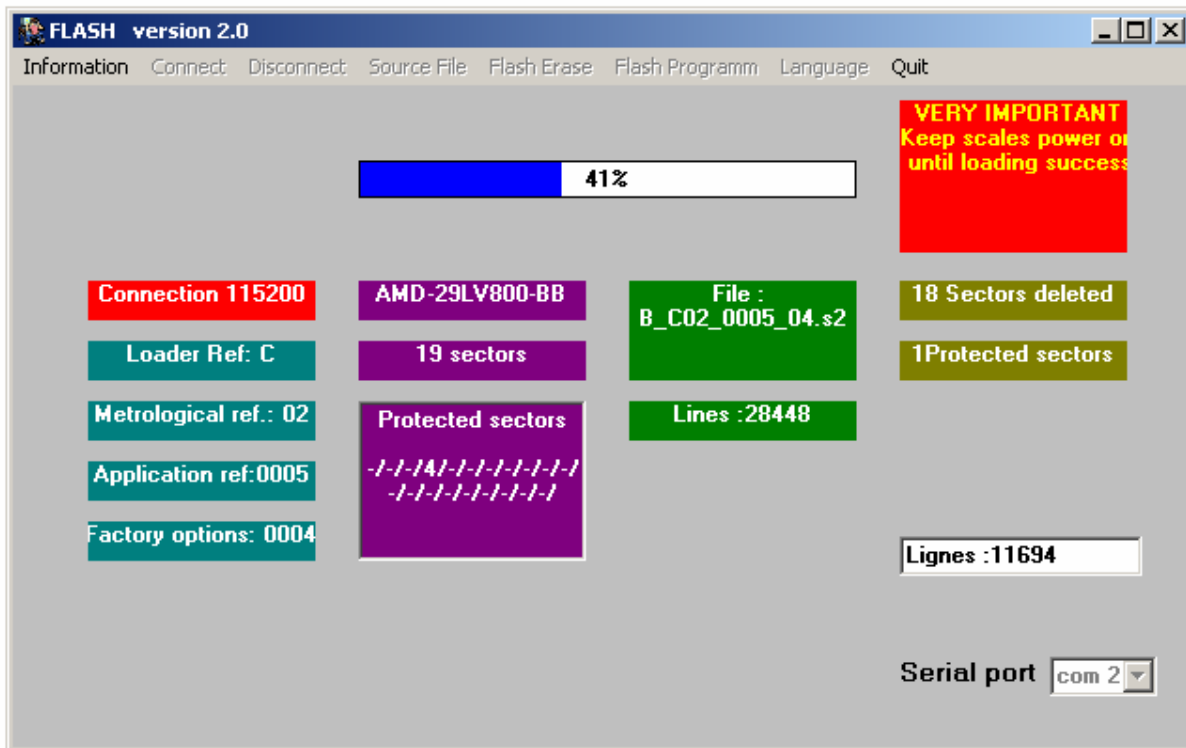 FLASH version 2.0
Information Connect Disconnect Source File Flash Erase Flash Programm Language Quit
VERY IMPORTANT
Keep scales power on
until loading success
41%
Connection 115200
AMD-29LV800-BB
File :
B_C02_0005_04.s2
18 Sectors deleted
Loader Ref: C
19 sectors
1Protected sectors
Metrological ref.: 02
Protected sectors
-/-/-/4/-/-/-/-/-/-/-/
-/-/-/-/-/-/-/-/
Lines :28448
Application ref:0005
Factory options: 0004
Lignes :11694
Serial port com 2